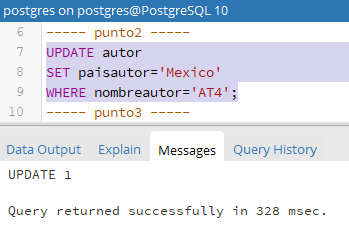 postgres on postgres@PostgreSQL 10
6 ----- punto2 -----
7 UPDATE autor
8 SET paisautor='Mexico'
9 WHERE nombreautor='AT4';
10 ----- punto3 -----
Data Output Explain Messages Query History
UPDATE 1
Query returned successfully in 328 msec.